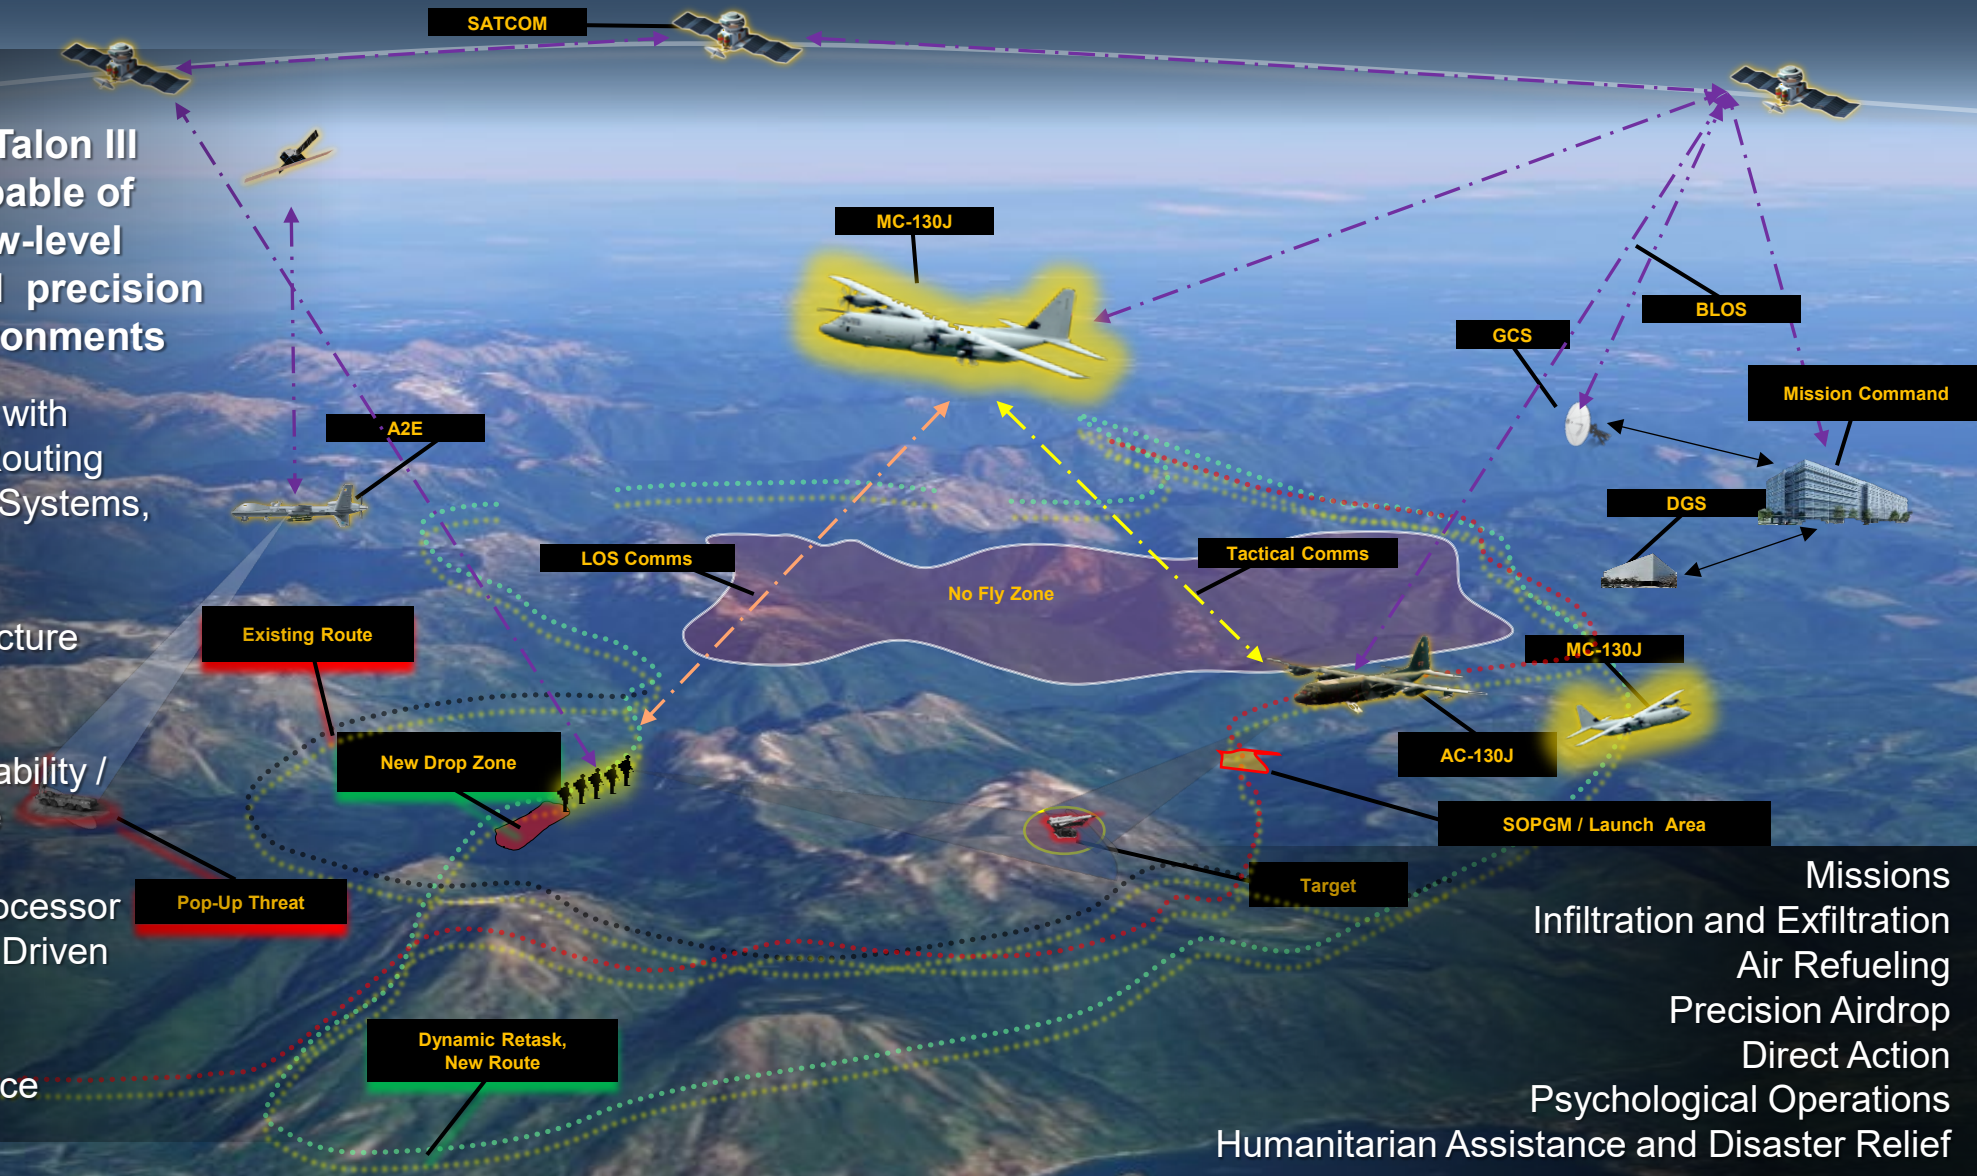 SATCOM
Talon III
pable of
w-level
precision
onments
with
outing
Systems,
cture
ability /
ocessor
Driven
ce
MC-130J
BLOS
GCS
Mission Command
A2E
DGS
LOS Comms
Tactical Comms
No Fly Zone
Existing Route
MC-130J
New Drop Zone
AC-130J
SOPGM / Launch Area
Target
Pop-Up Threat
Dynamic Retask,
New Route
Missions
Infiltration and Exfiltration
Air Refueling
Precision Airdrop
Direct Action
Psychological Operations
Humanitarian Assistance and Disaster Relief